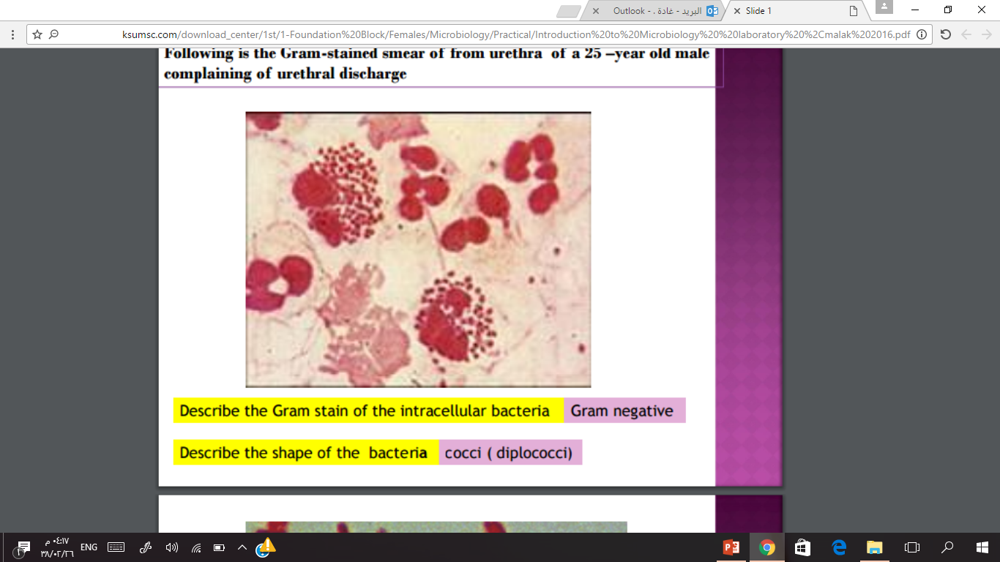 البريد - غادة . - Outlook
Slide 1
ksumsc.com/download_center/1st/1-Foundation%20Block/Females/Microbiology/Practical/Introduction%20to%20Microbiology%20%20laboratory%20%2Cmalak%202016.pdf
Following is the Gram-stained smear of from urethra of a 25 –year old male
complaining of urethral discharge
Describe the Gram stain of the intracellular bacteria Gram negative
Describe the shape of the bacteria cocci ( diplococci)
٠٤:١٧ م
٣٨/٠٢/٢٦
ENG